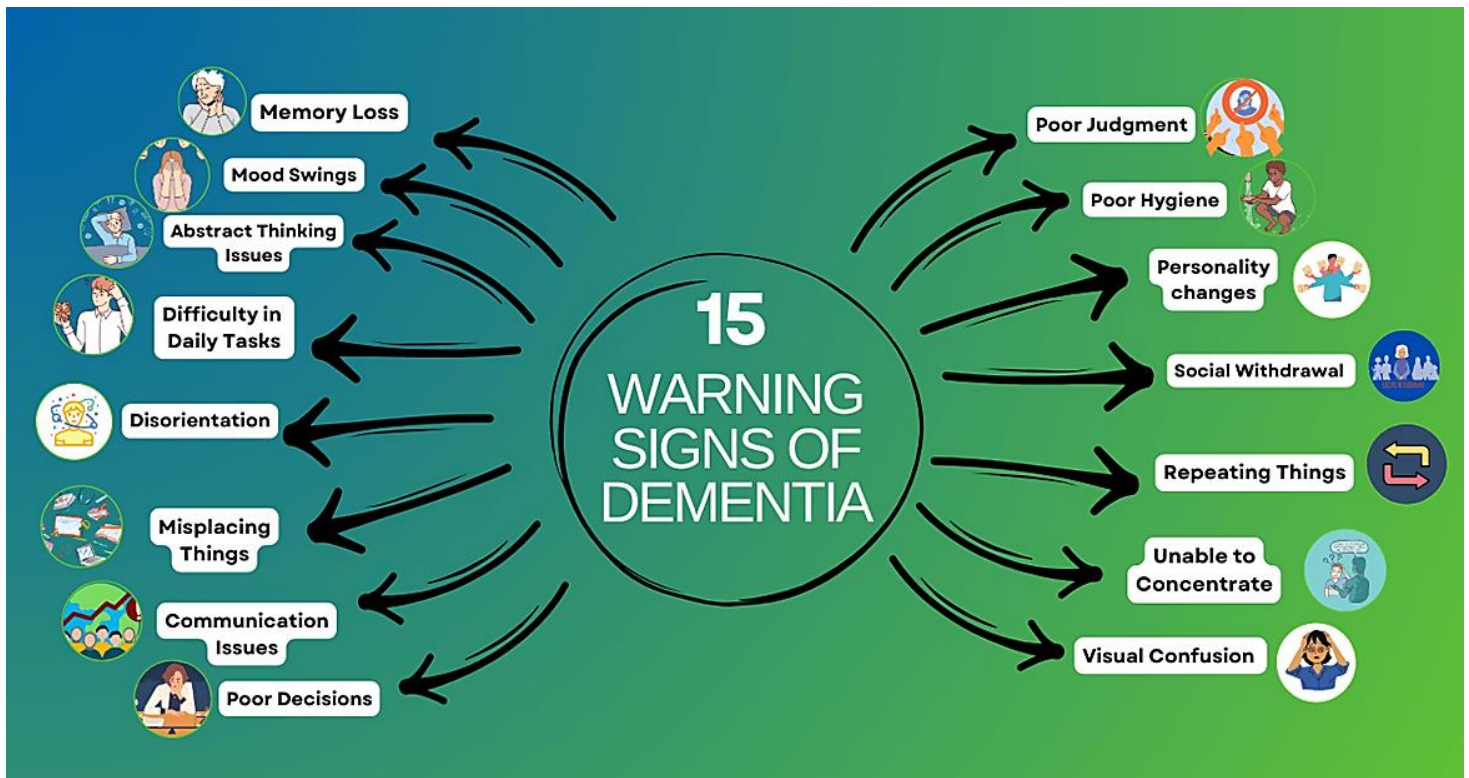 15
WARNING
SIGNS OF
DEMENTIA
Memory Loss
Mood Swings
Abstract Thinking
Issues
Difficulty in
Daily Tasks
Disorientation
Misplacing
Things
Communication
Issues
Poor Decisions
Poor Judgment
Poor Hygiene
Personality
changes
Social Withdrawal
Repeating Things
Unable to
Concentrate
Visual Confusion